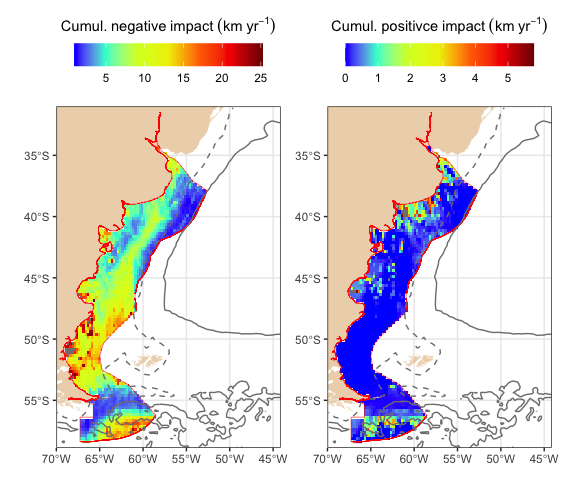 Cumul. negative impact (km yr⁻¹)
5 10 15 20 25
Cumul. positivce impact (km yr⁻¹)
0 1 2 3 4 5
35°S
40°S
45°S
50°S
55°S
70°W 65°W 60°W 55°W 50°W 45°W
35°S
40°S
45°S
50°S
55°S
70°W 65°W 60°W 55°W 50°W 45°W